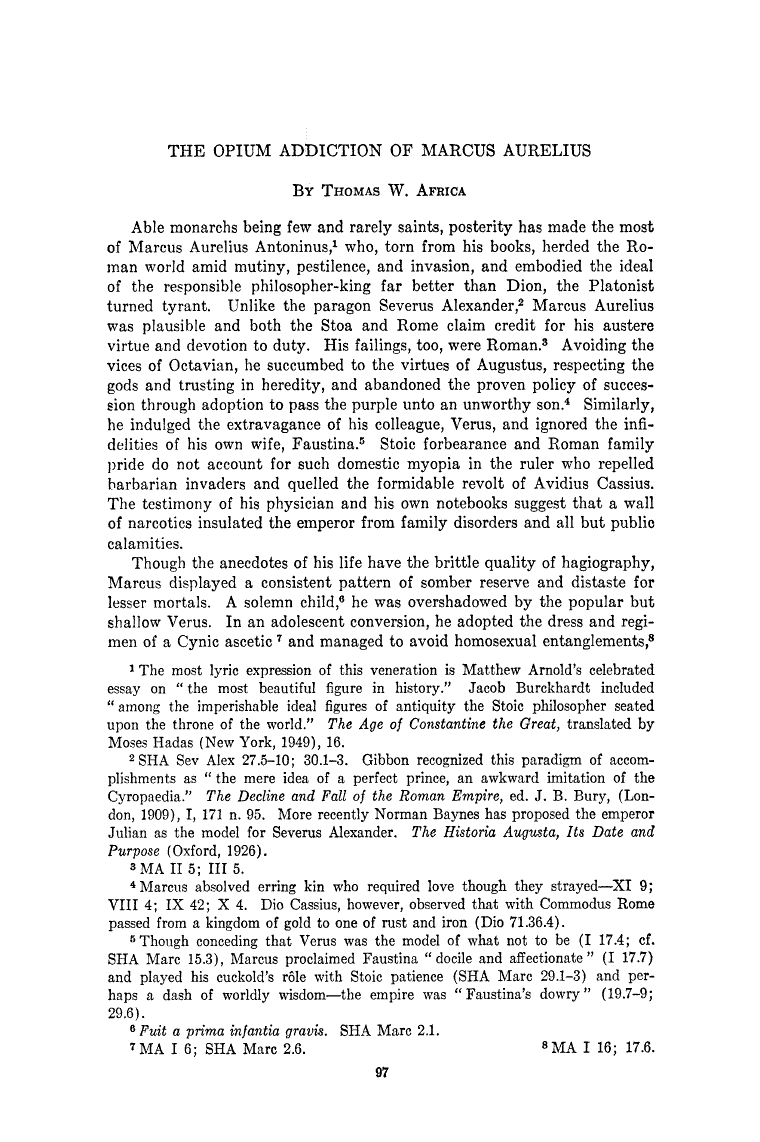 THE OPIUM ADDICTION OF MARCUS AURELIUS
BY THOMAS W. AFRICA
Able monarchs being few and rarely saints, posterity has made the most
of Marcus Aurelius Antoninus,¹ who, torn from his books, herded the Ro-
man world amid mutiny, pestilence, and invasion, and embodied the ideal
of the responsible philosopher-king far better than Dion, the Platonist
turned tyrant. Unlike the paragon Severus Alexander,² Marcus Aurelius
was plausible and both the Stoa and Rome claim credit for his austere
virtue and devotion to duty. His failings, too, were Roman.³ Avoiding the
vices of Octavian, he succumbed to the virtues of Augustus, respecting the
gods and trusting in heredity, and abandoned the proven policy of succes-
sion through adoption to pass the purple unto an unworthy son.⁴ Similarly,
he indulged the extravagance of his colleague, Verus, and ignored the infi-
delities of his own wife, Faustina.⁵ Stoic forbearance and Roman family
pride do not account for such domestic myopia in the ruler who repelled
barbarian invaders and quelled the formidable revolt of Avidius Cassius.
The testimony of his physician and his own notebooks suggest that a wall
of narcotics insulated the emperor from family disorders and all but public
calamities.
Though the anecdotes of his life have the brittle quality of hagiography,
Marcus displayed a consistent pattern of somber reserve and distaste for
lesser mortals. A solemn child,⁶ he was overshadowed by the popular but
shallow Verus. In an adolescent conversion, he adopted the dress and regi-
men of a Cynic ascetic ⁷ and managed to avoid homosexual entanglements,⁸
¹ The most lyric expression of this veneration is Matthew Arnold's celebrated
essay on " the most beautiful figure in history." Jacob Burckhardt included
" among the imperishable ideal figures of antiquity the Stoic philosopher seated
upon the throne of the world." The Age of Constantine the Great, translated by
Moses Hadas (New York, 1949), 16.
² SHA Sev Alex 27.5-10; 30.1-3. Gibbon recognized this paradigm of accom-
plishments as " the mere idea of a perfect prince, an awkward imitation of the
Cyropaedia." The Decline and Fall of the Roman Empire, ed. J. B. Bury, (Lon-
don, 1909), I, 171 n. 95. More recently Norman Baynes has proposed the emperor
Julian as the model for Severus Alexander. The Historia Augusta, Its Date and
Purpose (Oxford, 1926).
³ MA II 5; III 5.
⁴ Marcus absolved erring kin who required love though they strayed—XI 9;
VIII 4; IX 42; X 4. Dio Cassius, however, observed that with Commodus Rome
passed from a kingdom of gold to one of rust and iron (Dio 71.36.4).
⁵ Though conceding that Verus was the model of what not to be (I 17.4; cf.
SHA Marc 15.3), Marcus proclaimed Faustina " docile and affectionate " (I 17.7)
and played his cuckold's rôle with Stoic patience (SHA Marc 29.1-3) and per-
haps a dash of worldly wisdom—the empire was " Faustina's dowry " (19.7-9;
29.6).
⁶ Fuit a prima infantia gravis. SHA Marc 2.1.
⁷ MA I 6; SHA Marc 2.6. ⁸ MA I 16; 17.6.
97